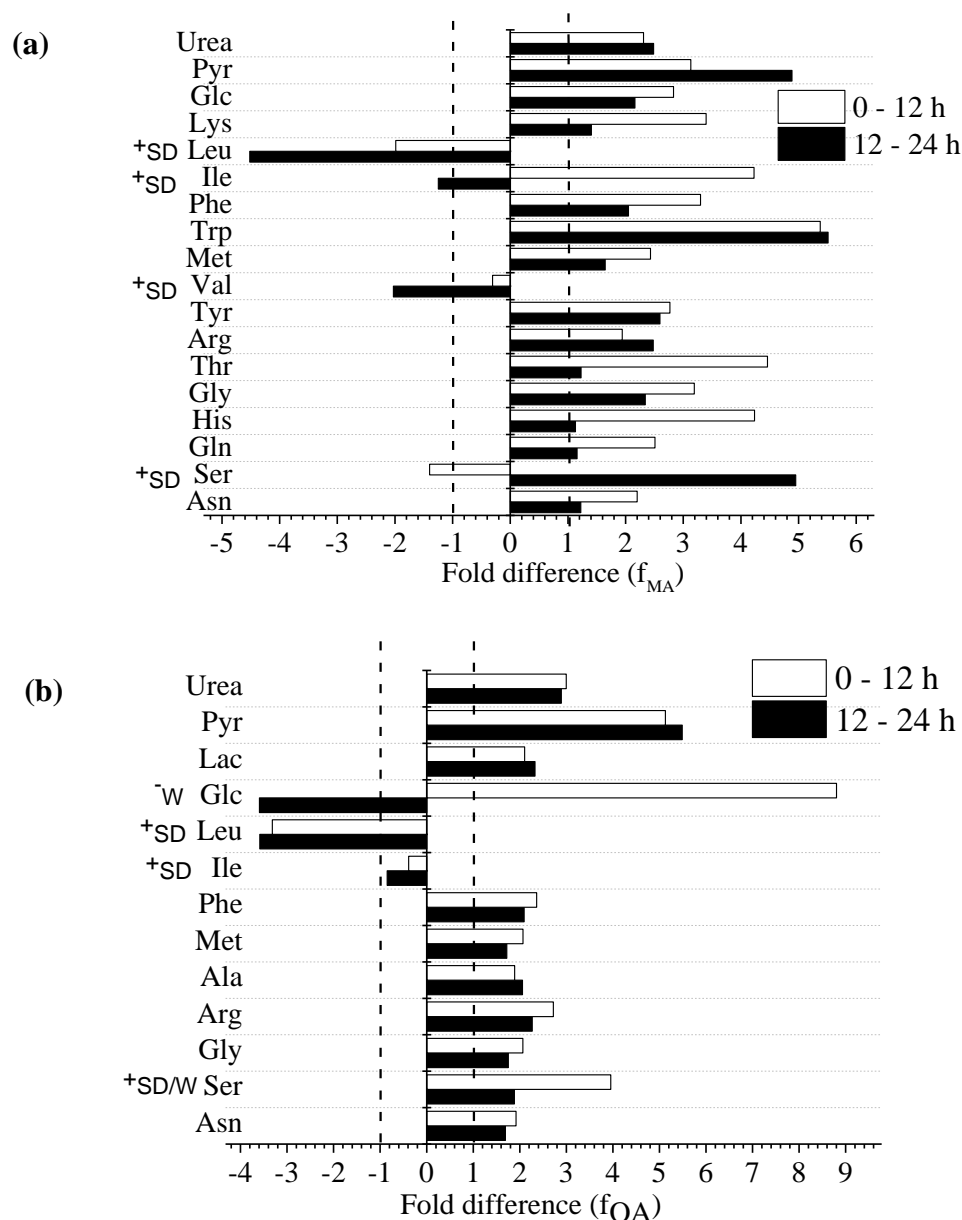 (a)
Urea
Pyr
Glc
Lys
+SD Leu
+SD Ile
Phe
Trp
Met
+SD Val
Tyr
Arg
Thr
Gly
His
Gln
+SD Ser
Asn
0 - 12 h
12 - 24 h
-5 -4 -3 -2 -1 0 1 2 3 4 5 6
Fold difference (fMA)
(b)
Urea
Pyr
Lac
-W Glc
+SD Leu
+SD Ile
Phe
Met
Ala
Arg
Gly
+SD/W Ser
Asn
0 - 12 h
12 - 24 h
-4 -3 -2 -1 0 1 2 3 4 5 6 7 8 9
Fold difference (fOA)